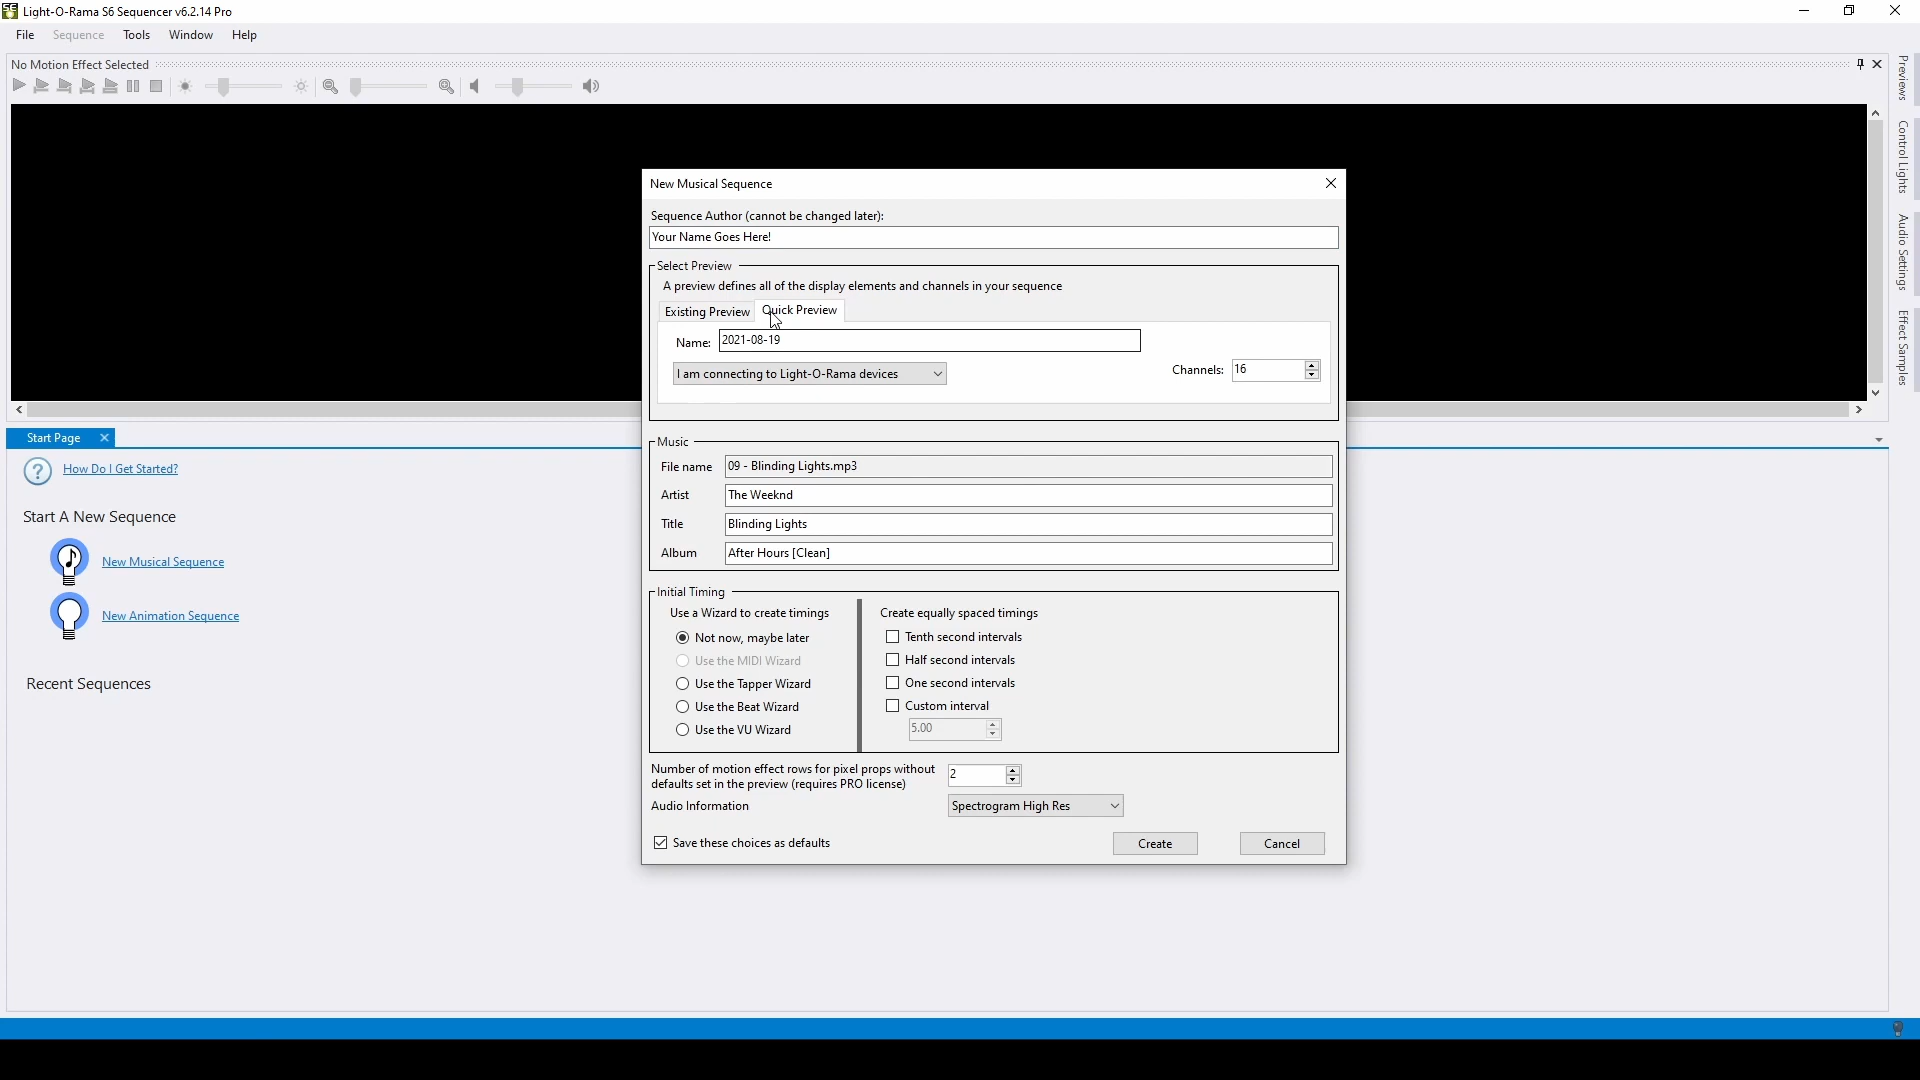 Light-O-Rama S6 Sequencer v6.2.14 Pro
File Sequence Tools Window Help
No Motion Effect Selected
Previews
Control Lights
Audio Settings
Effect Samples
New Musical Sequence
Sequence Author (cannot be changed later):
Your Name Goes Here!
Select Preview
A preview defines all of the display elements and channels in your sequence
Existing Preview Quick Preview
Name: 2021-08-19
I am connecting to Light-O-Rama devices
Channels: 16
Music
File name 09 - Blinding Lights.mp3
Artist The Weeknd
Title Blinding Lights
Album After Hours [Clean]
Initial Timing
Use a Wizard to create timings
Not now, maybe later
Use the MIDI Wizard
Use the Tapper Wizard
Use the Beat Wizard
Use the VU Wizard
Create equally spaced timings
Tenth second intervals
Half second intervals
One second intervals
Custom interval
5.00
Number of motion effect rows for pixel props without
defaults set in the preview (requires PRO license)
2
Audio Information Spectrogram High Res
Save these choices as defaults
Create Cancel
Start Page
? How Do I Get Started?
Start A New Sequence
New Musical Sequence
New Animation Sequence
Recent Sequences